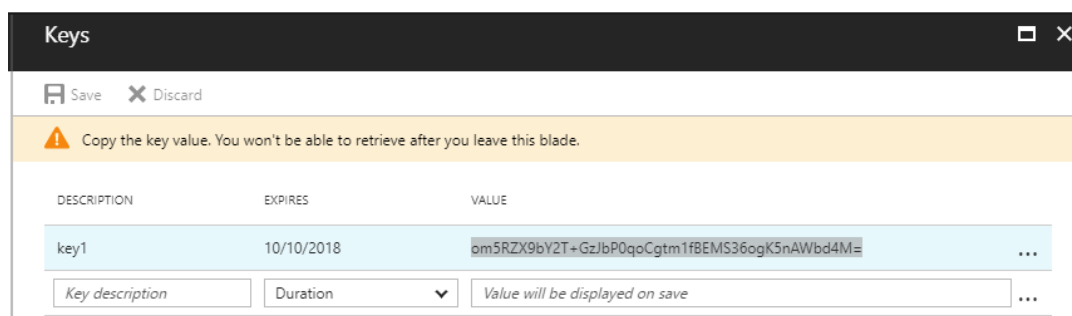 Keys
Save Discard
Copy the key value. You won't be able to retrieve after you leave this blade.
DESCRIPTION EXPIRES VALUE
key1 10/10/2018 om5RZX9bY2T+GzJbP0qoCgtm1fBEMS36ogK5nAWbd4M= ...
Key description Duration Value will be displayed on save ...